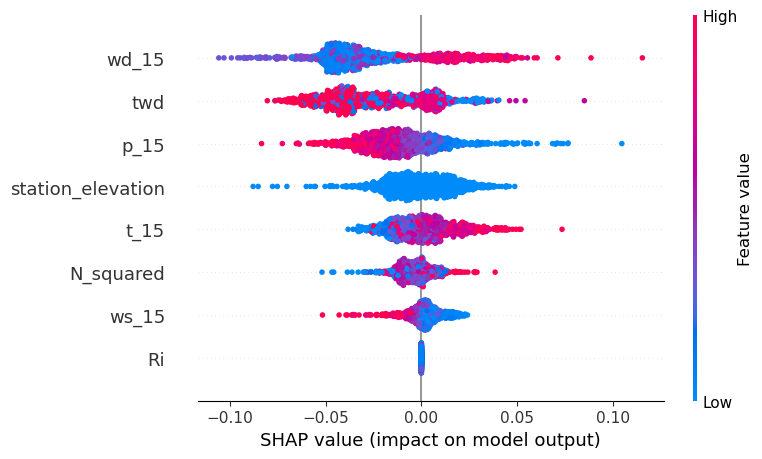 High
wd_15
twd
p_15
station_elevation
t_15
N_squared
ws_15
Ri
Feature value
Low
−0.10 −0.05 0.00 0.05 0.10
SHAP value (impact on model output)